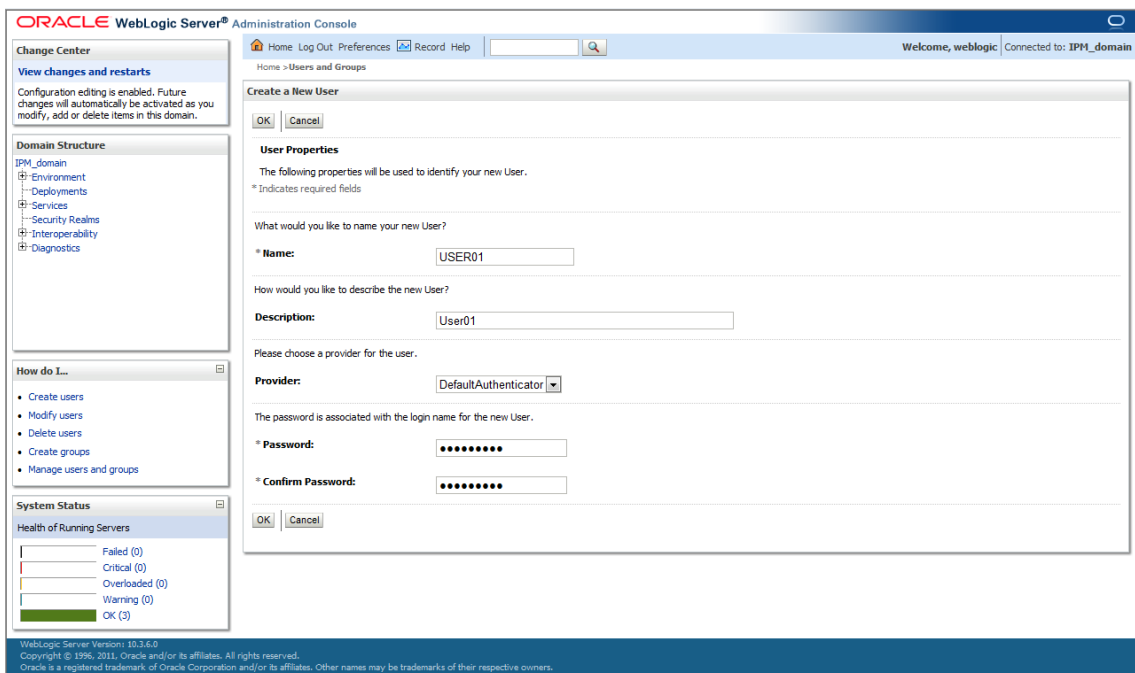 ORACLE WebLogic Server® Administration Console
Change Center
View changes and restarts
Configuration editing is enabled. Future
changes will automatically be activated as you
modify, add or delete items in this domain.
Domain Structure
IPM_domain
Environment
Deployments
Services
Security Realms
Interoperability
Diagnostics
How do I...
Create users
Modify users
Delete users
Create groups
Manage users and groups
System Status
Health of Running Servers
Failed (0)
Critical (0)
Overloaded (0)
Warning (0)
OK (3)
Home Log Out Preferences Record Help
Welcome, weblogic Connected to: IPM_domain
Home >Users and Groups
Create a New User
OK Cancel
User Properties
The following properties will be used to identify your new User.
* Indicates required fields
What would you like to name your new User?
* Name: USER01
How would you like to describe the new User?
Description: User01
Please choose a provider for the user.
Provider: DefaultAuthenticator
The password is associated with the login name for the new User.
* Password: •••••••••
* Confirm Password: •••••••••
OK Cancel
WebLogic Server Version: 10.3.6.0
Copyright © 1996, 2011, Oracle and/or its affiliates. All rights reserved.
Oracle is a registered trademark of Oracle Corporation and/or its affiliates. Other names may be trademarks of their respective owners.